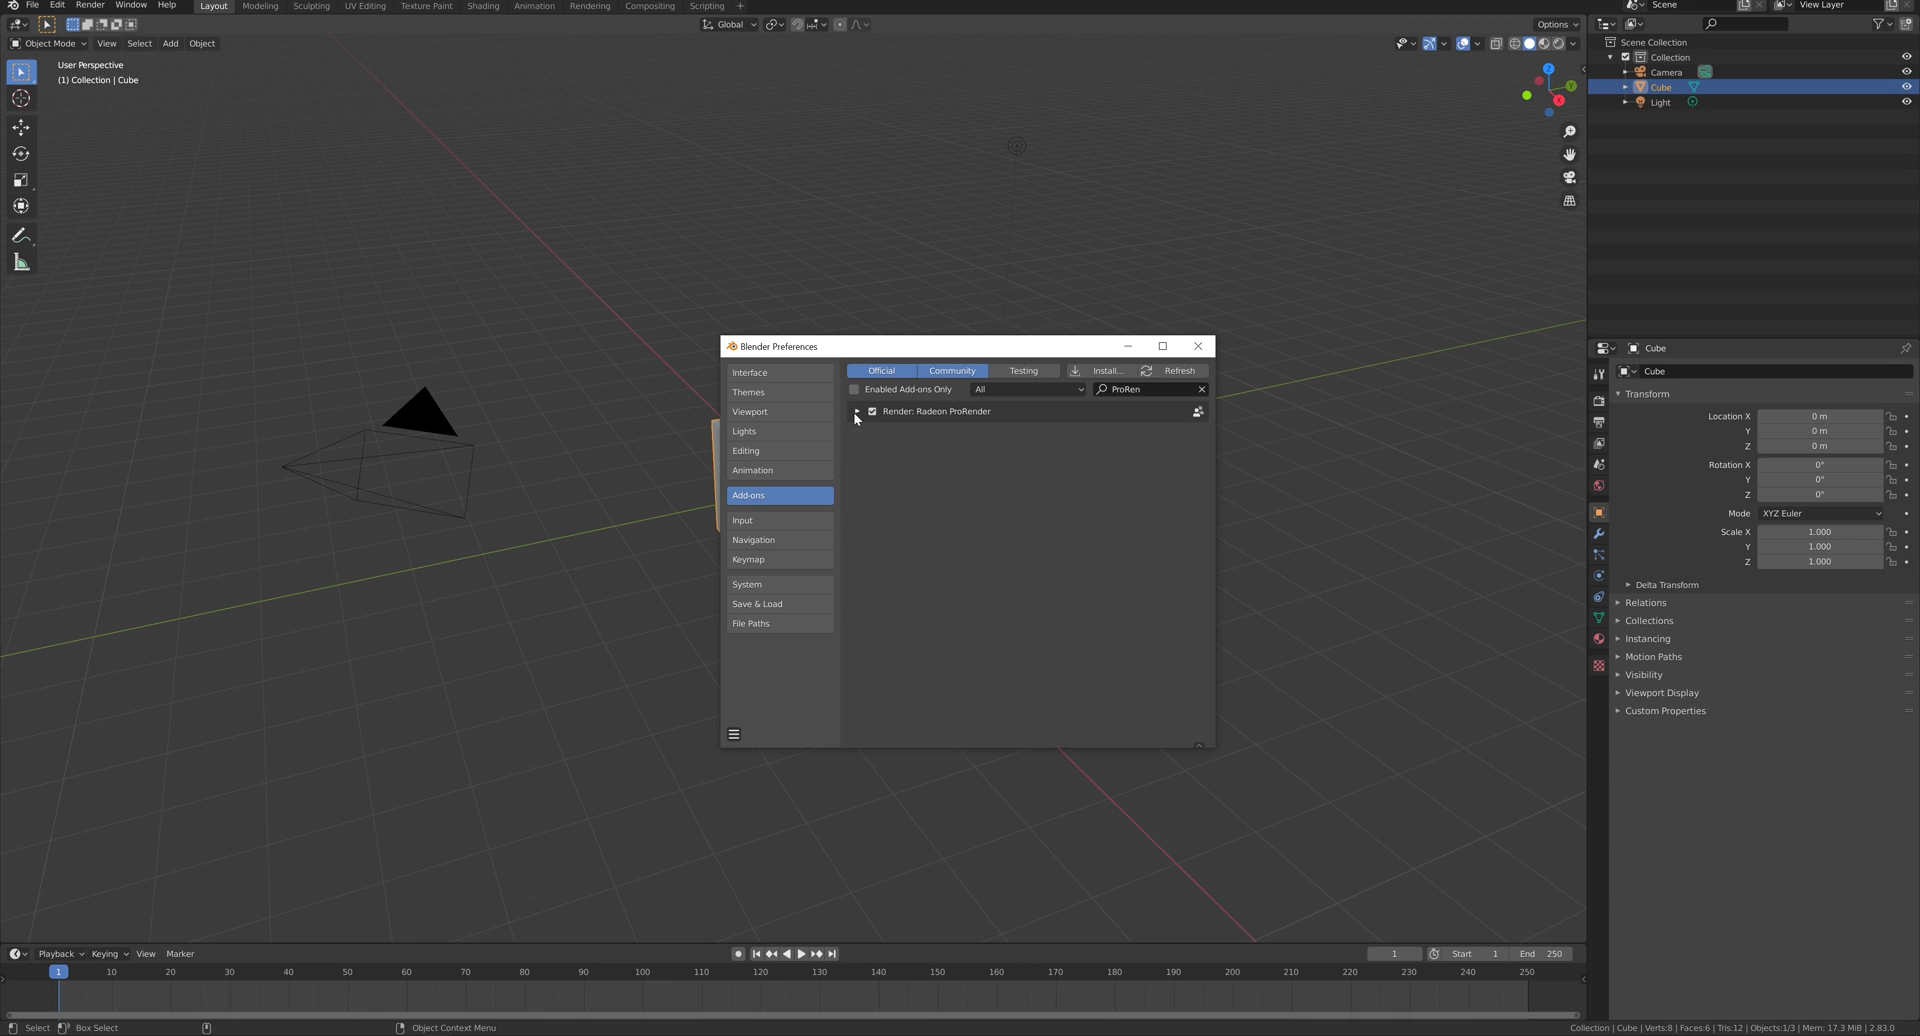 File Edit Render Window Help Layout Modeling Sculpting UV Editing Texture Paint Shading Animation Rendering Compositing Scripting + Scene View Layer
Global Options
Object Mode View Select Add Object
User Perspective
(1) Collection | Cube
Z
Y
X
Scene Collection
Collection
Camera
Cube
Light
Blender Preferences
Interface
Themes
Viewport
Lights
Editing
Animation
Add-ons
Input
Navigation
Keymap
System
Save & Load
File Paths
Official Community Testing Install... Refresh
Enabled Add-ons Only All ProRen
Render: Radeon ProRender
Cube
Cube
Transform
Location X 0 m
Y 0 m
Z 0 m
Rotation X 0°
Y 0°
Z 0°
Mode XYZ Euler
Scale X 1.000
Y 1.000
Z 1.000
Delta Transform
Relations
Collections
Instancing
Motion Paths
Visibility
Viewport Display
Custom Properties
Playback Keying View Marker 1 Start 1 End 250
1 10 20 30 40 50 60 70 80 90 100 110 120 130 140 150 160 170 180 190 200 210 220 230 240 250
Select Box Select Object Context Menu Collection | Cube | Verts:8 | Faces:6 | Tris:12 | Objects:1/3 | Mem: 17.3 MiB | 2.83.0